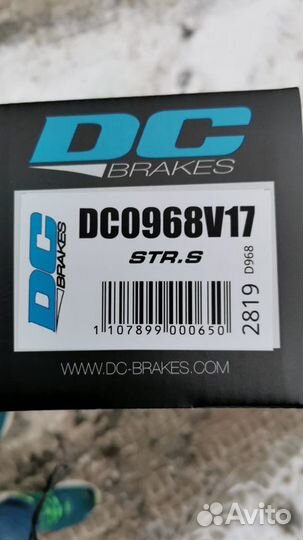 DC
BRAKES
DC BRAKES
DC0968V17
STR.S
1 107899 000650
2819 D968
WWW.DC-BRAKES.COM
Avito